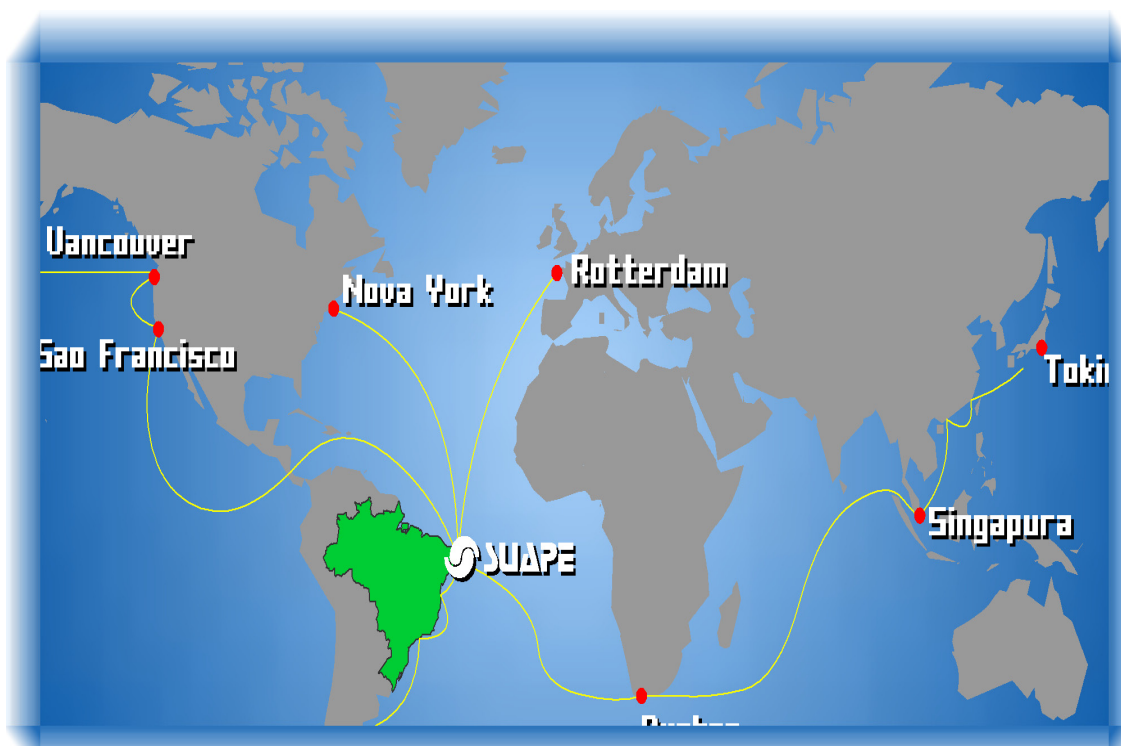 Vancouver
Nova York
Rotterdam
Sao Francisco
Singapura
SUAPE